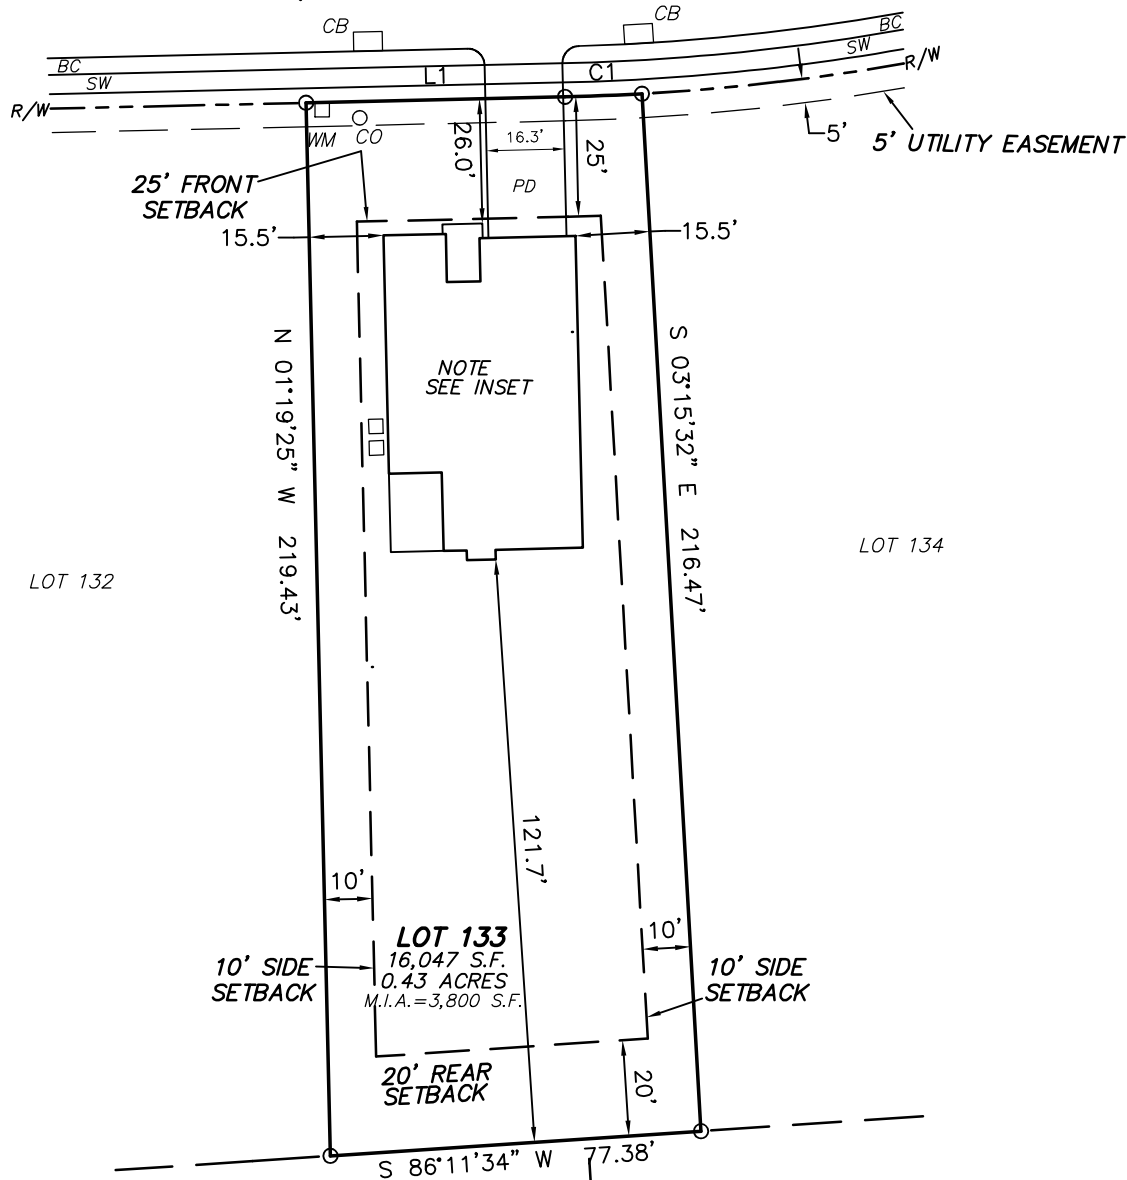 CB
CB
BC
BC
SW
SW
L1
C1
R/W
R/W
WM
CO
26.0'
16.3'
25'
5'
5' UTILITY EASEMENT
25' FRONT
SETBACK
PD
15.5'
15.5'
N 01°19'25" W 219.43'
S 03°15'32" E 216.47'
NOTE
SEE INSET
LOT 132
LOT 134
121.7'
10'
LOT 133
16,047 S.F.
0.43 ACRES
M.I.A.=3,800 S.F.
10'
10' SIDE
SETBACK
10' SIDE
SETBACK
20' REAR
SETBACK
20'
S 86°11'34" W 77.38'